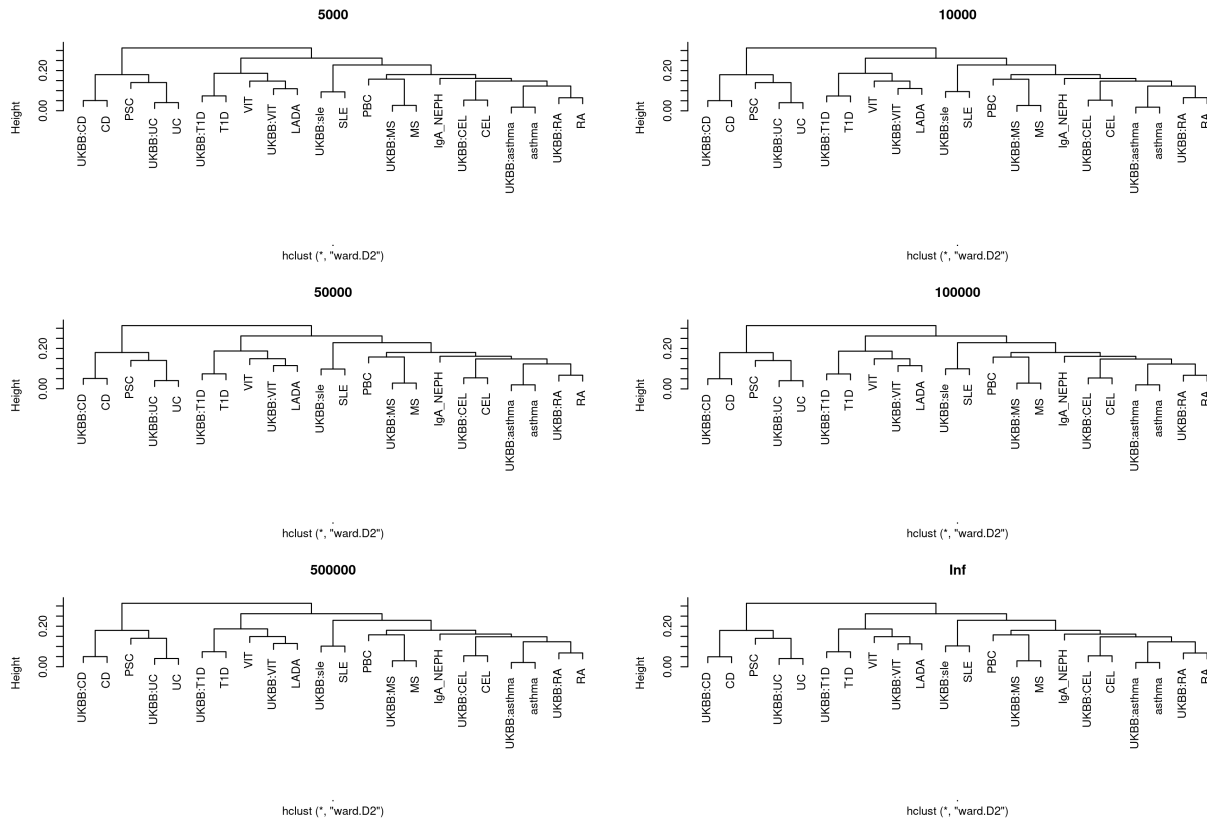 5000
Height
0.00
0.20
UKBB:CD
CD
PSC
UKBB:UC
UC
UKBB:T1D
T1D
VIT
UKBB:VIT
LADA
UKBB:sle
SLE
PBC
UKBB:MS
MS
IgA_NEPH
UKBB:CEL
CEL
UKBB:asthma
asthma
UKBB:RA
RA
.
hclust (*, "ward.D2")
10000
Height
0.00
0.20
UKBB:CD
CD
PSC
UKBB:UC
UC
UKBB:T1D
T1D
VIT
UKBB:VIT
LADA
UKBB:sle
SLE
PBC
UKBB:MS
MS
IgA_NEPH
UKBB:CEL
CEL
UKBB:asthma
asthma
UKBB:RA
RA
.
hclust (*, "ward.D2")
50000
Height
0.00
0.20
UKBB:CD
CD
PSC
UKBB:UC
UC
UKBB:T1D
T1D
VIT
UKBB:VIT
LADA
UKBB:sle
SLE
PBC
UKBB:MS
MS
IgA_NEPH
UKBB:CEL
CEL
UKBB:asthma
asthma
UKBB:RA
RA
.
hclust (*, "ward.D2")
100000
Height
0.00
0.20
UKBB:CD
CD
PSC
UKBB:UC
UC
UKBB:T1D
T1D
VIT
UKBB:VIT
LADA
UKBB:sle
SLE
PBC
UKBB:MS
MS
IgA_NEPH
UKBB:CEL
CEL
UKBB:asthma
asthma
UKBB:RA
RA
.
hclust (*, "ward.D2")
500000
Height
0.00
0.20
UKBB:CD
CD
PSC
UKBB:UC
UC
UKBB:T1D
T1D
VIT
UKBB:VIT
LADA
UKBB:sle
SLE
PBC
UKBB:MS
MS
IgA_NEPH
UKBB:CEL
CEL
UKBB:asthma
asthma
UKBB:RA
RA
.
hclust (*, "ward.D2")
Inf
Height
0.00
0.20
UKBB:CD
CD
PSC
UKBB:UC
UC
UKBB:T1D
T1D
VIT
UKBB:VIT
LADA
UKBB:sle
SLE
PBC
UKBB:MS
MS
IgA_NEPH
UKBB:CEL
CEL
UKBB:asthma
asthma
UKBB:RA
RA
.
hclust (*, "ward.D2")